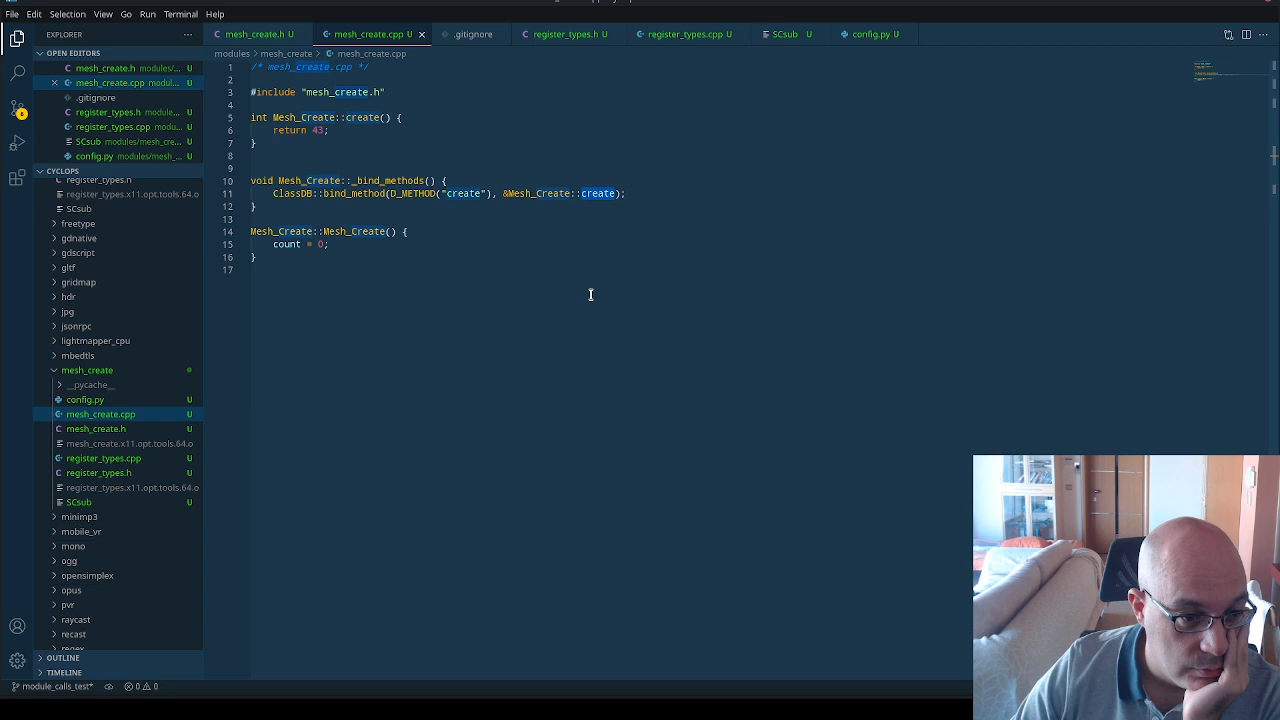 File Edit Selection View Go Run Terminal Help
EXPLORER
OPEN EDITORS
mesh_create.h modules/... U
mesh_create.cpp modul... U
.gitignore
register_types.h module... U
register_types.cpp modu... U
SCsub modules/mesh_cre... U
config.py modules/mesh_... U
CYCLOPS
register_types.h
register_types.x11.opt.tools.64.o
SCsub
freetype
gdnative
gdscript
gltf
gridmap
hdr
jpg
jsonrpc
lightmapper_cpu
mbedtls
mesh_create
__pycache__
config.py U
mesh_create.cpp U
mesh_create.h U
mesh_create.x11.opt.tools.64.o
register_types.cpp U
register_types.h U
register_types.x11.opt.tools.64.o
SCsub U
minimp3
mobile_vr
mono
ogg
opensimplex
opus
pvr
raycast
recast
regex
OUTLINE
TIMELINE
mesh_create.h U mesh_create.cpp U .gitignore register_types.h U register_types.cpp U SCsub U config.py U
modules > mesh_create > mesh_create.cpp
1 /* mesh_create.cpp */
2
3 #include "mesh_create.h"
4
5 int Mesh_Create::create() {
6 return 43;
7 }
8
9
10 void Mesh_Create::_bind_methods() {
11 ClassDB::bind_method(D_METHOD("create"), &Mesh_Create::create);
12 }
13
14 Mesh_Create::Mesh_Create() {
15 count = 0;
16 }
17
module_calls_test* 0 0